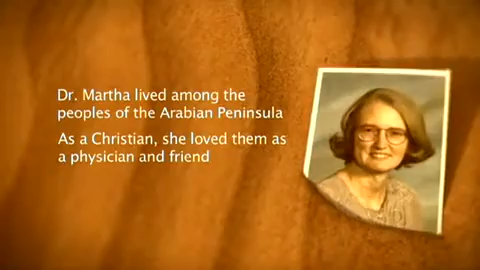 Dr. Martha lived among the
peoples of the Arabian Peninsula
As a Christian, she loved them as
a physician and friend